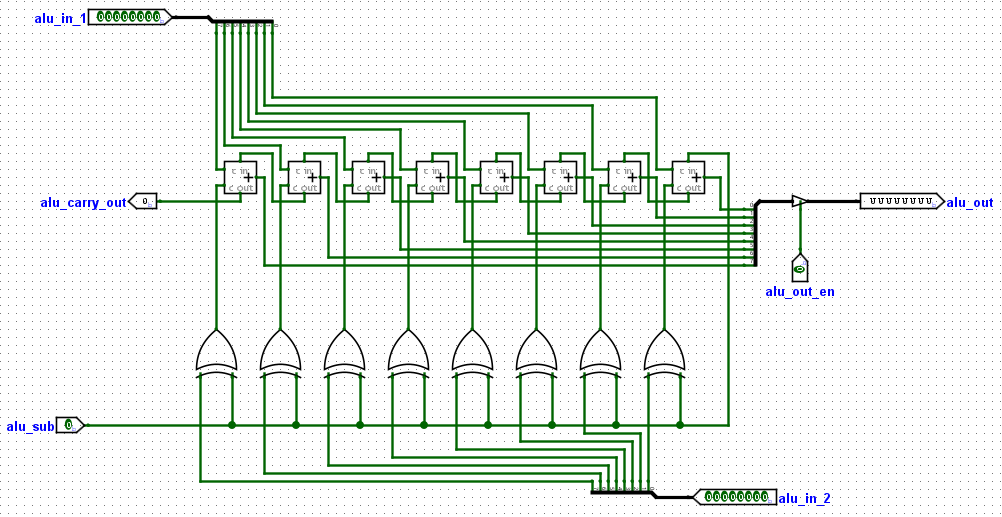 alu_in_1
00000000
c in
+
c out
c in
+
c out
c in
+
c out
c in
+
c out
c in
+
c out
c in
+
c out
c in
+
c out
c in
+
c out
alu_carry_out
0
UUUUUUUU
alu_out
0
alu_out_en
alu_sub
0
00000000
alu_in_2